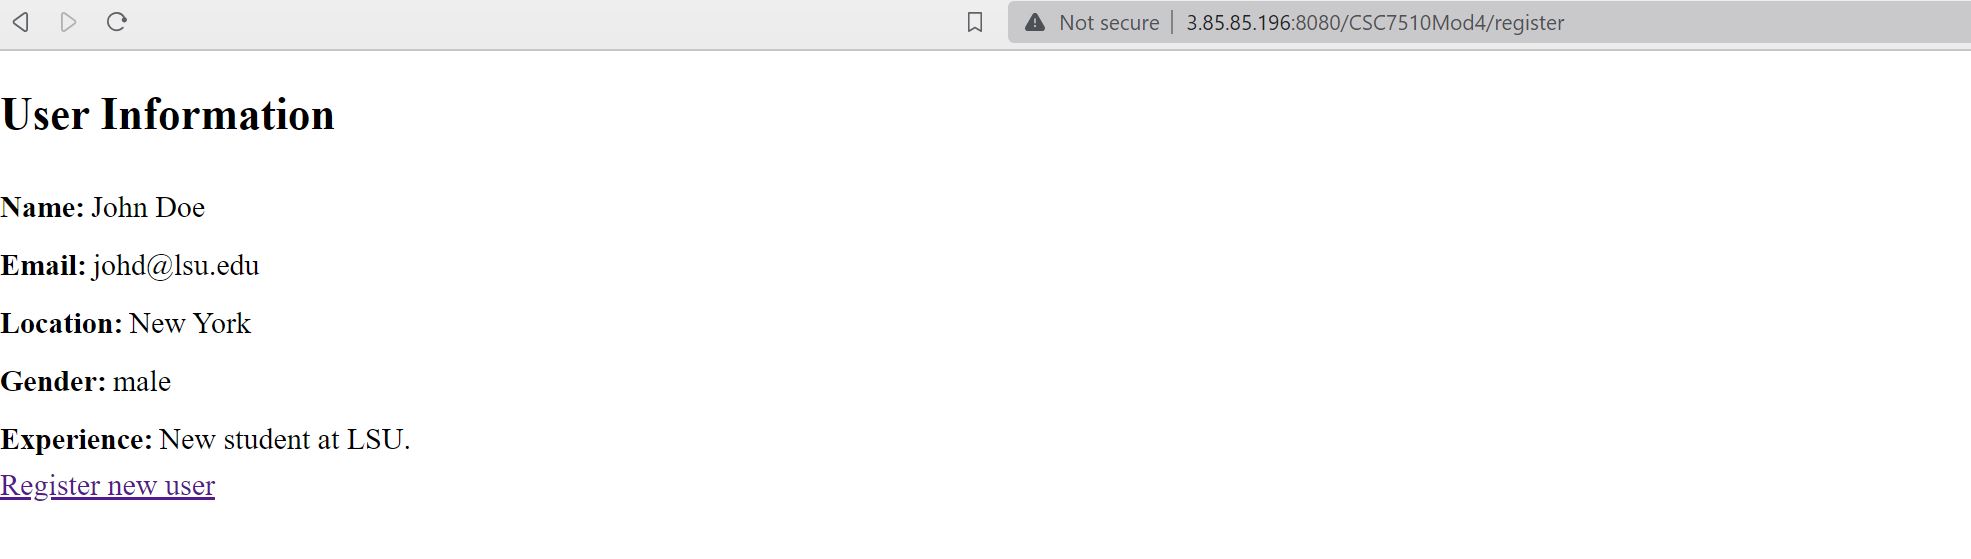 Not secure | 3.85.85.196:8080/CSC7510Mod4/register
User Information
Name: John Doe
Email: johd@lsu.edu
Location: New York
Gender: male
Experience: New student at LSU.
Register new user